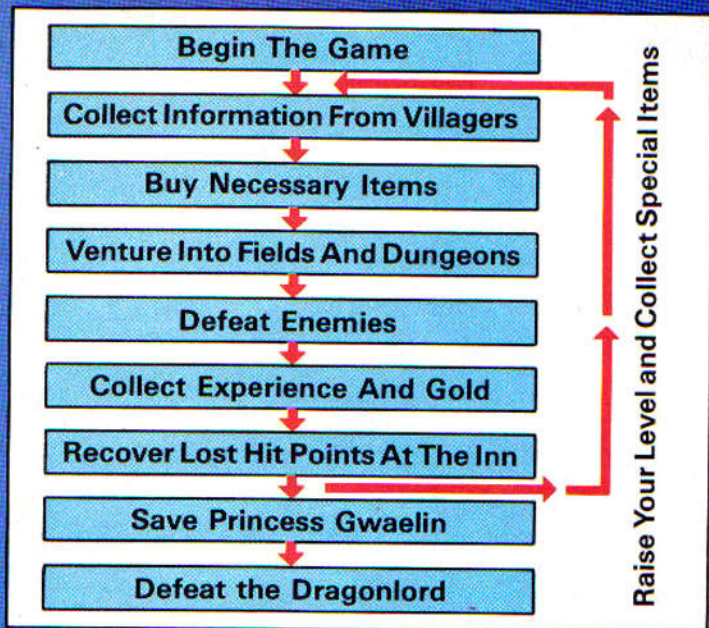 Begin The Game
Collect Information From Villagers
Buy Necessary Items
Venture Into Fields And Dungeons
Defeat Enemies
Collect Experience And Gold
Recover Lost Hit Points At The Inn
Save Princess Gwaelin
Defeat the Dragonlord
Raise Your Level and Collect Special Items